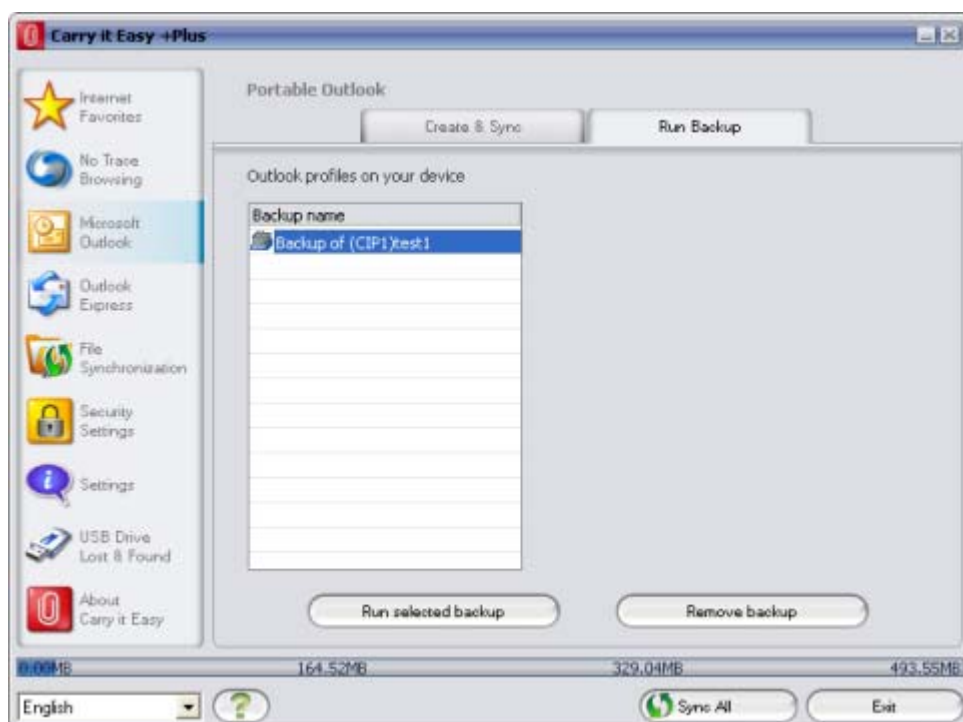 Carry it Easy +Plus
Internet
Favorites
No Trace
Browsing
Microsoft
Outlook
Outlook
Express
File
Synchronization
Security
Settings
Settings
USB Drive
Lost & Found
About
Carry it Easy
Portable Outlook
Create & Sync
Run Backup
Outlook profiles on your device
Backup name
Backup of (CIP1)test1
Run selected backup
Remove backup
0.00MB
164.52MB
329.04MB
493.55MB
English
?
Sync All
Exit